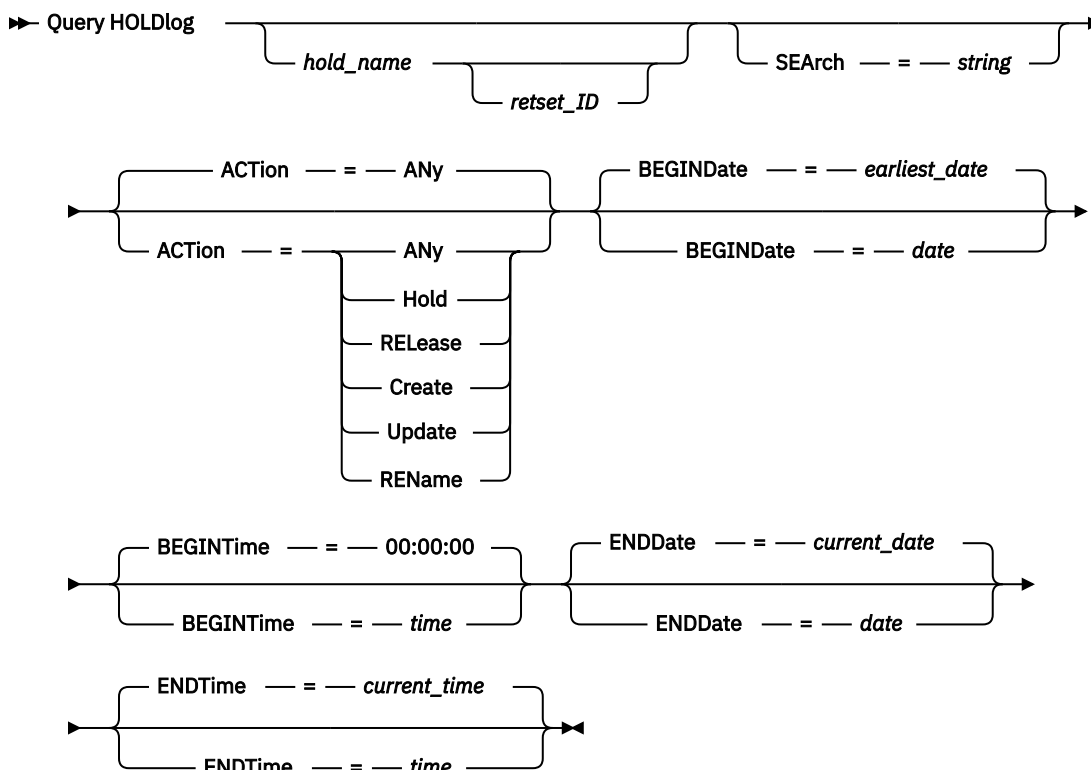 Query HOLDlog
hold_name
retset_ID
SEArch = string
ACTion = ANy
BEGINDate = earliest_date
ACTion = ANy
Hold
RELease
Create
Update
REName
BEGINDate = date
BEGINTime = 00:00:00
ENDDate = current_date
BEGINTime = time
ENDDate = date
ENDTime = current_time
ENDTime = time